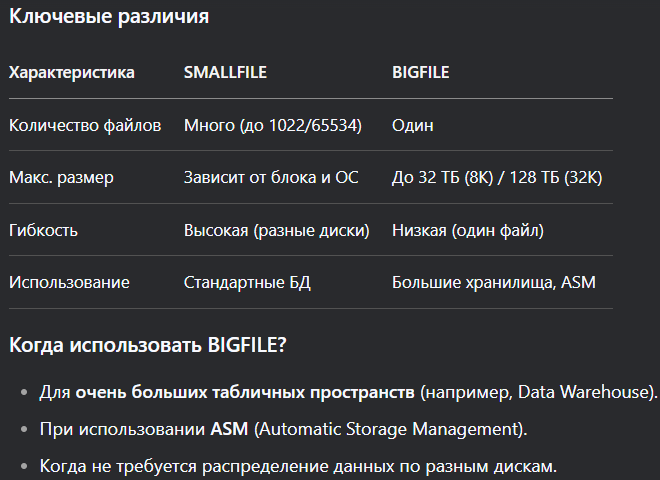 Ключевые различия
Характеристика SMALLFILE BIGFILE
Количество файлов Много (до 1022/65534) Один
Макс. размер Зависит от блока и ОС До 32 ТБ (8K) / 128 ТБ (32K)
Гибкость Высокая (разные диски) Низкая (один файл)
Использование Стандартные БД Большие хранилища, ASM
Когда использовать BIGFILE?
• Для очень больших табличных пространств (например, Data Warehouse).
• При использовании ASM (Automatic Storage Management).
• Когда не требуется распределение данных по разным дискам.